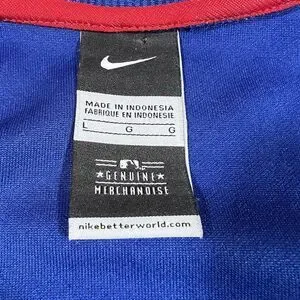 MADE IN INDONESIA
FABRIQUE EN INDONESIE
L G G
GENUINE
MERCHANDISE
nikebetterworld.com